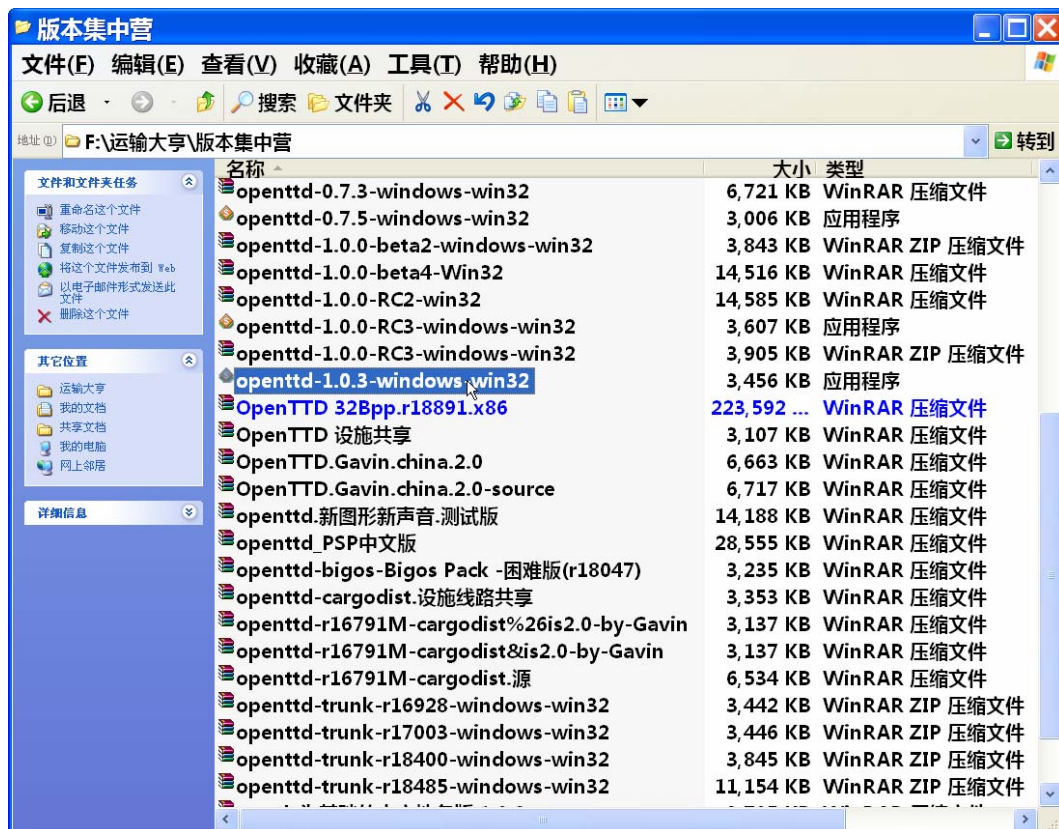 版本集中营
文件(F) 编辑(E) 查看(V) 收藏(A) 工具(T) 帮助(H)
后退 搜索 文件夹
地址(D) F:\运输大亨\版本集中营 转到
文件和文件夹任务
重命名这个文件
移动这个文件
复制这个文件
将这个文件发布到 Web
以电子邮件形式发送此
文件
删除这个文件
其它位置
运输大亨
我的文档
共享文档
我的电脑
网上邻居
详细信息
名称 大小 类型
openttd-0.7.3-windows-win32 6,721 KB WinRAR 压缩文件
openttd-0.7.5-windows-win32 3,006 KB 应用程序
openttd-1.0.0-beta2-windows-win32 3,843 KB WinRAR ZIP 压缩文件
openttd-1.0.0-beta4-Win32 14,516 KB WinRAR 压缩文件
openttd-1.0.0-RC2-win32 14,585 KB WinRAR 压缩文件
openttd-1.0.0-RC3-windows-win32 3,607 KB 应用程序
openttd-1.0.0-RC3-windows-win32 3,905 KB WinRAR ZIP 压缩文件
openttd-1.0.3-windows-win32 3,456 KB 应用程序
OpenTTD 32Bpp.r18891.x86 223,592 ... WinRAR 压缩文件
OpenTTD 设施共享 3,107 KB WinRAR 压缩文件
OpenTTD.Gavin.china.2.0 6,663 KB WinRAR 压缩文件
OpenTTD.Gavin.china.2.0-source 6,717 KB WinRAR 压缩文件
openttd.新图形新声音.测试版 14,188 KB WinRAR 压缩文件
openttd_PSP中文版 28,555 KB WinRAR 压缩文件
openttd-bigos-Bigos Pack -困难版(r18047) 3,235 KB WinRAR 压缩文件
openttd-cargodist.设施线路共享 3,353 KB WinRAR 压缩文件
openttd-r16791M-cargodist%26is2.0-by-Gavin 3,137 KB WinRAR 压缩文件
openttd-r16791M-cargodist&is2.0-by-Gavin 3,137 KB WinRAR 压缩文件
openttd-r16791M-cargodist.源 6,534 KB WinRAR 压缩文件
openttd-trunk-r16928-windows-win32 3,442 KB WinRAR ZIP 压缩文件
openttd-trunk-r17003-windows-win32 3,446 KB WinRAR ZIP 压缩文件
openttd-trunk-r18400-windows-win32 3,845 KB WinRAR ZIP 压缩文件
openttd-trunk-r18485-windows-win32 11,154 KB WinRAR ZIP 压缩文件